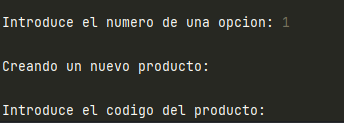 Introduce el numero de una opcion: 1
Creando un nuevo producto:
Introduce el codigo del producto: